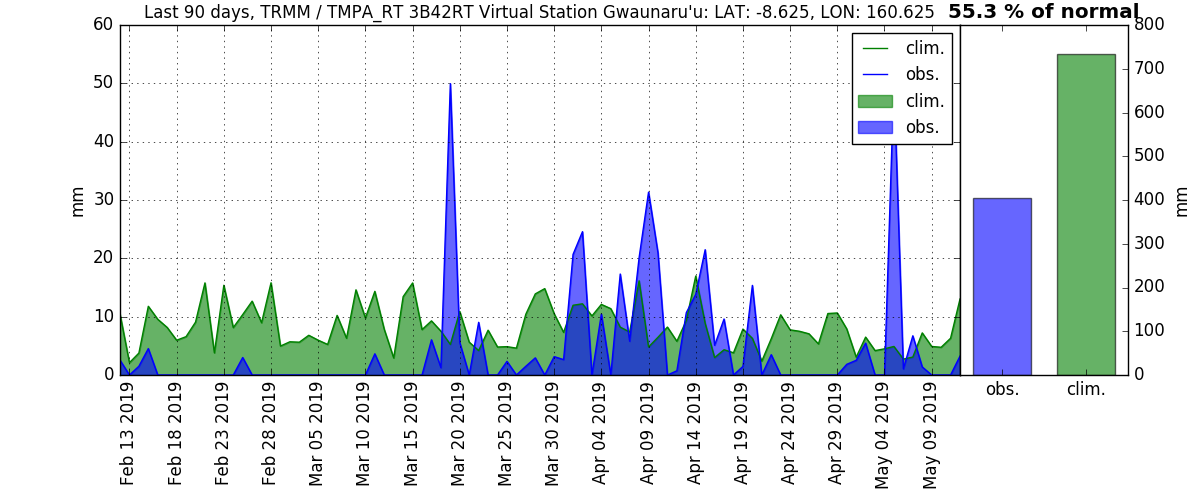 Last 90 days, TRMM / TMPA_RT 3B42RT Virtual Station Gwaunaru'u: LAT: -8.625, LON: 160.625
55.3 % of normal
60
50
40
30
20
10
0
mm
clim.
obs.
clim.
obs.
Feb 13 2019
Feb 18 2019
Feb 23 2019
Feb 28 2019
Mar 05 2019
Mar 10 2019
Mar 15 2019
Mar 20 2019
Mar 25 2019
Mar 30 2019
Apr 04 2019
Apr 09 2019
Apr 14 2019
Apr 19 2019
Apr 24 2019
Apr 29 2019
May 04 2019
May 09 2019
800
700
600
500
400
300
200
100
0
mm
obs.
clim.